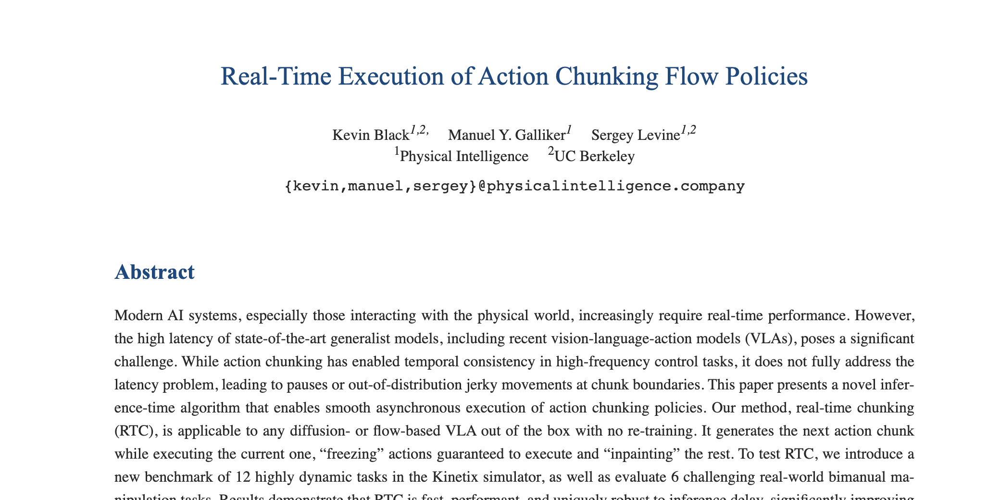 Real-Time Execution of Action Chunking Flow Policies
Kevin Black1,2, Manuel Y. Galliker1 Sergey Levine1,2
1Physical Intelligence 2UC Berkeley
{kevin,manuel,sergey}@physicalintelligence.company
Abstract
Modern AI systems, especially those interacting with the physical world, increasingly require real-time performance. However,
the high latency of state-of-the-art generalist models, including recent vision-language-action models (VLAs), poses a significant
challenge. While action chunking has enabled temporal consistency in high-frequency control tasks, it does not fully address the
latency problem, leading to pauses or out-of-distribution jerky movements at chunk boundaries. This paper presents a novel infer-
ence-time algorithm that enables smooth asynchronous execution of action chunking policies. Our method, real-time chunking
(RTC), is applicable to any diffusion- or flow-based VLA out of the box with no re-training. It generates the next action chunk
while executing the current one, “freezing” actions guaranteed to execute and “inpainting” the rest. To test RTC, we introduce a
new benchmark of 12 highly dynamic tasks in the Kinetix simulator, as well as evaluate 6 challenging real-world bimanual ma-
nipulation tasks. Results demonstrate that RTC is fast, performant, and uniquely robust to inference delay, significantly improving